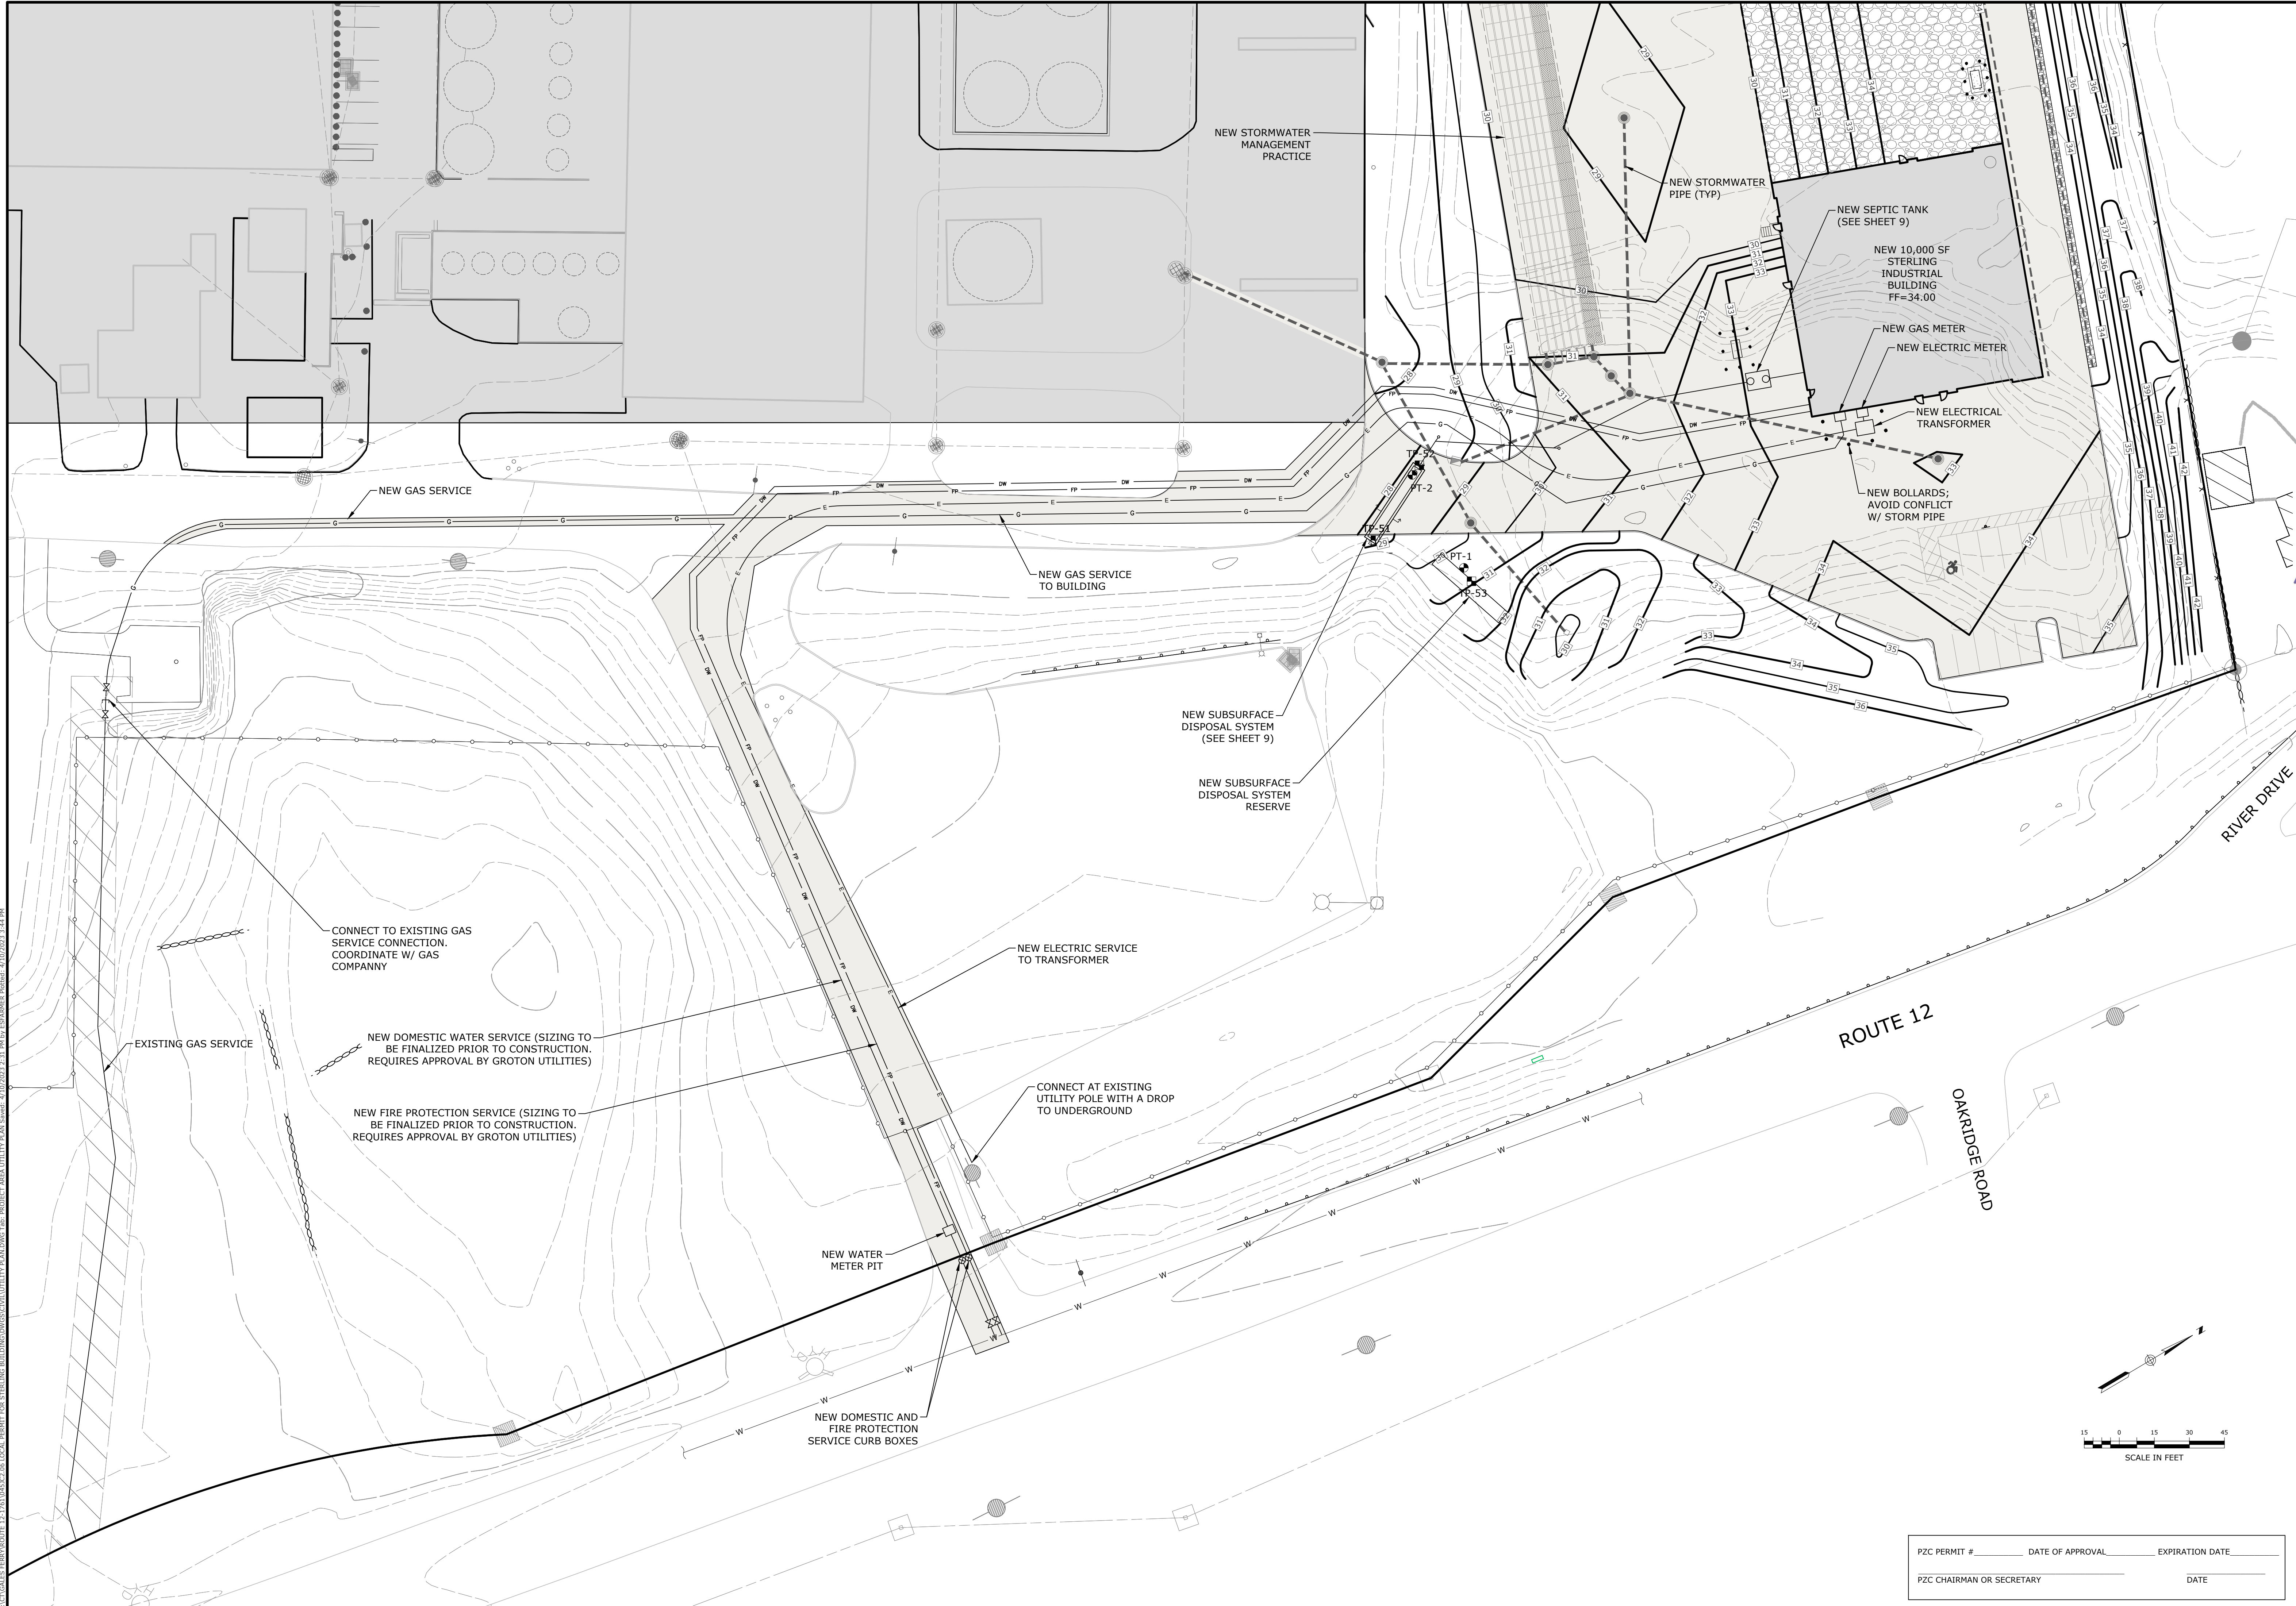 NEW STORMWATER
MANAGEMENT
PRACTICE
NEW STORMWATER
PIPE (TYP)
NEW SEPTIC TANK
(SEE SHEET 9)
NEW 10,000 SF
STERLING
INDUSTRIAL
BUILDING
FF=34.00
NEW GAS METER
NEW ELECTRIC METER
NEW ELECTRICAL
TRANSFORMER
NEW BOLLARDS;
AVOID CONFLICT
W/ STORM PIPE
TP-52
PT-2
TP-51
PT-1
TP-53
NEW GAS SERVICE
NEW GAS SERVICE
TO BUILDING
NEW SUBSURFACE
DISPOSAL SYSTEM
(SEE SHEET 9)
NEW SUBSURFACE
DISPOSAL SYSTEM
RESERVE
RIVER DRIVE
CONNECT TO EXISTING GAS
SERVICE CONNECTION.
COORDINATE W/ GAS
COMPANNY
NEW ELECTRIC SERVICE
TO TRANSFORMER
EXISTING GAS SERVICE
NEW DOMESTIC WATER SERVICE (SIZING TO
BE FINALIZED PRIOR TO CONSTRUCTION.
REQUIRES APPROVAL BY GROTON UTILITIES)
NEW FIRE PROTECTION SERVICE (SIZING TO
BE FINALIZED PRIOR TO CONSTRUCTION.
REQUIRES APPROVAL BY GROTON UTILITIES)
CONNECT AT EXISTING
UTILITY POLE WITH A DROP
TO UNDERGROUND
ROUTE 12
OAKRIDGE ROAD
NEW WATER
METER PIT
NEW DOMESTIC AND
FIRE PROTECTION
SERVICE CURB BOXES
15 0 15 30 45
SCALE IN FEET
PZC PERMIT #__________ DATE OF APPROVAL__________ EXPIRATION DATE__________
PZC CHAIRMAN OR SECRETARY DATE